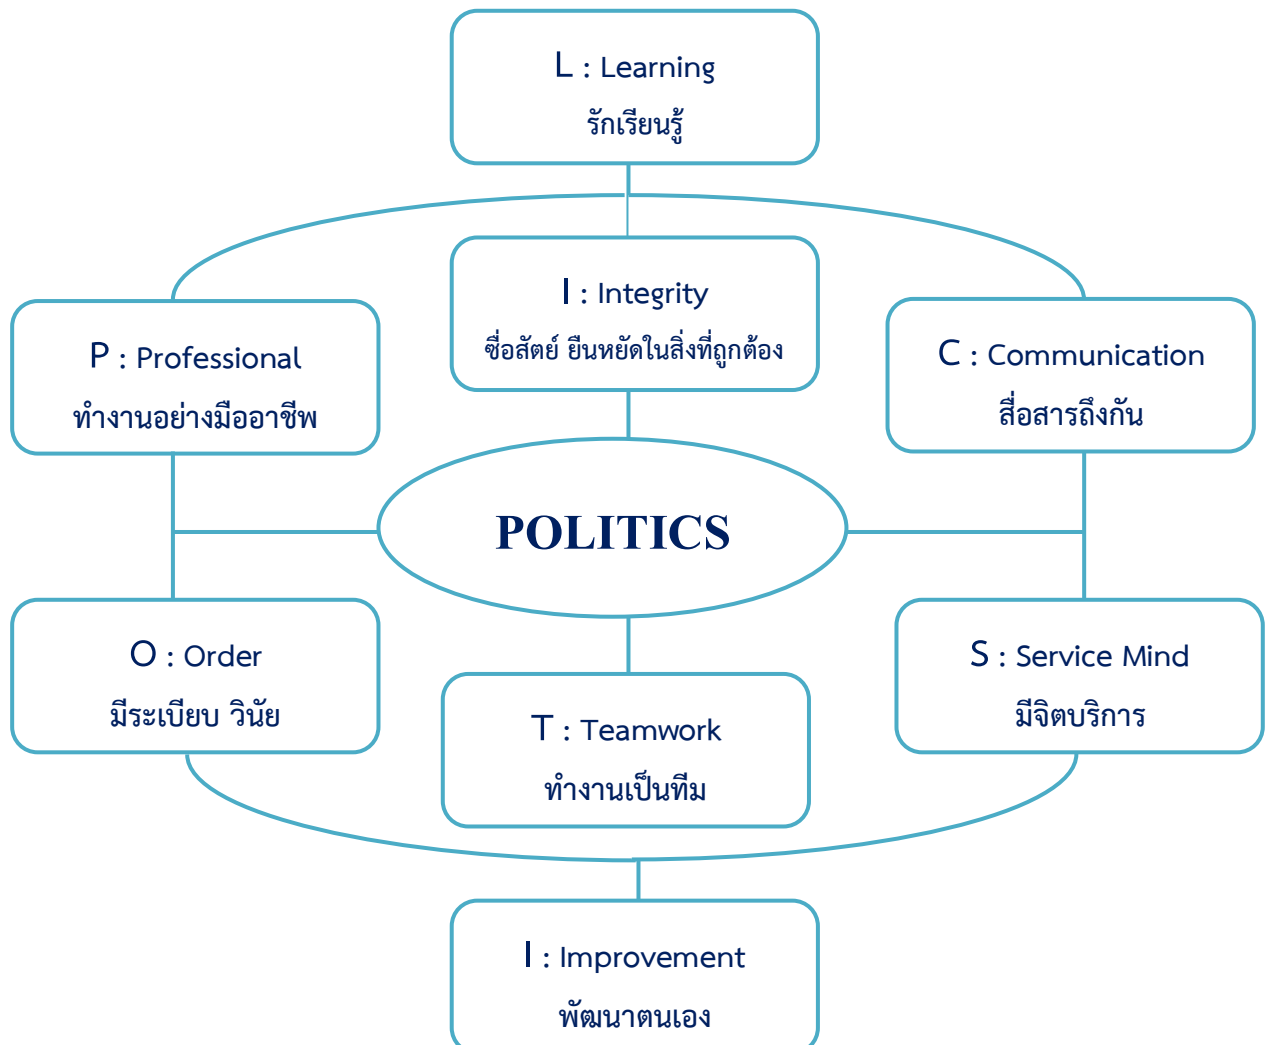 L : Learning
รักเรียนรู้
I : Integrity
ซื่อสัตย์ ยืนหยัดในสิ่งที่ถูกต้อง
P : Professional
ทำงานอย่างมืออาชีพ
C : Communication
สื่อสารถึงกัน
POLITICS
O : Order
มีระเบียบ วินัย
S : Service Mind
มีจิตบริการ
T : Teamwork
ทำงานเป็นทีม
I : Improvement
พัฒนาตนเอง